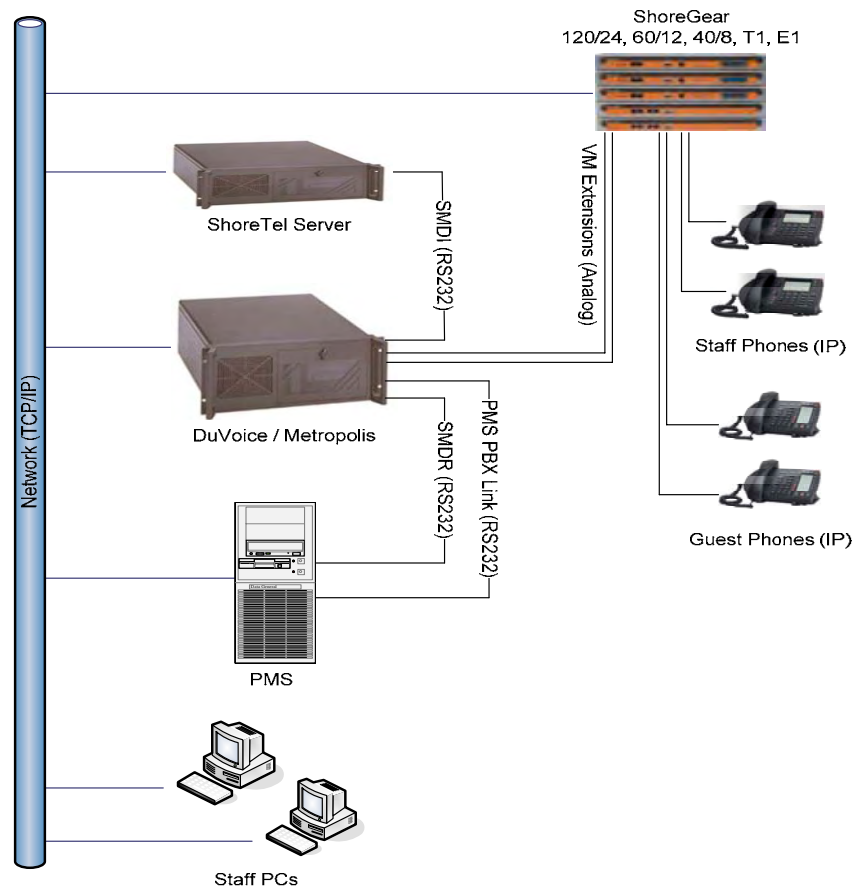 ShoreGear
120/24, 60/12, 40/8, T1, E1
ShoreTel Server
SMDI (RS232)
VM Extensions (Analog)
Staff Phones (IP)
DuVoice / Metropolis
Network (TCP/IP)
SMDR (RS232)
PMS PBX Link (RS232)
Guest Phones (IP)
PMS
Staff PCs